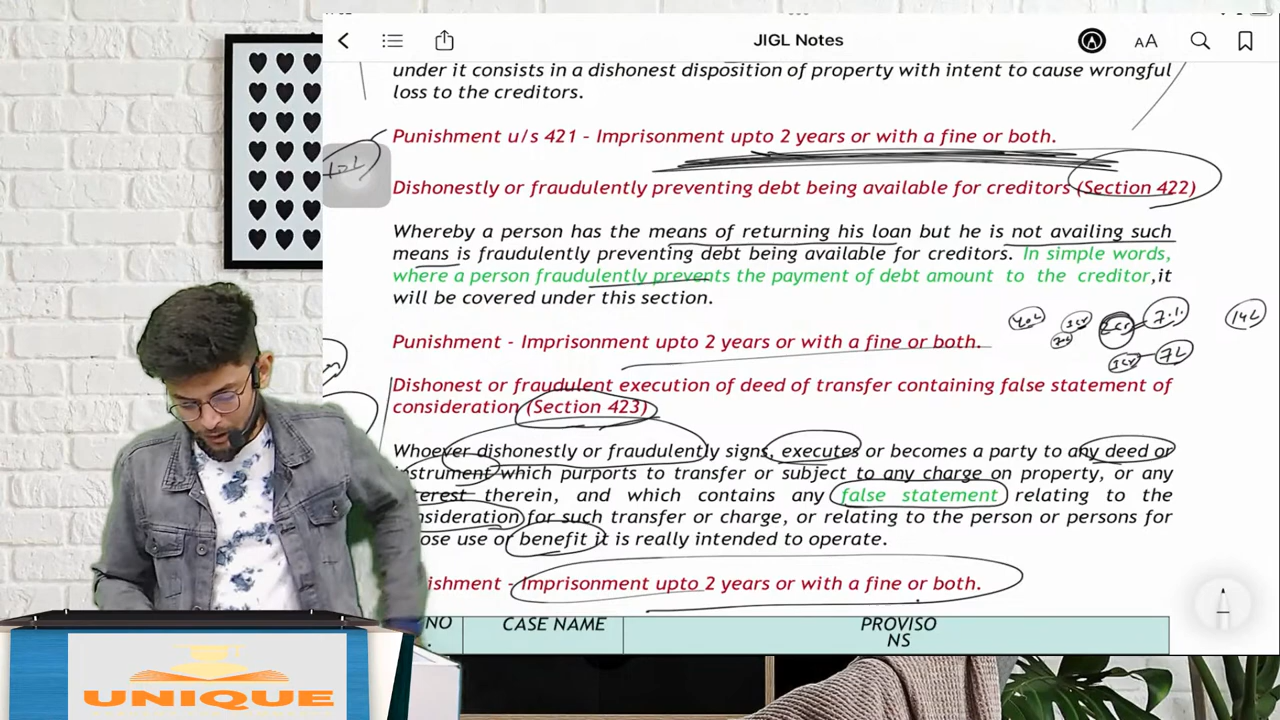 JIGL Notes
AA
under it consists in a dishonest disposition of property with intent to cause wrongful
loss to the creditors.
Punishment u/s 421 - Imprisonment upto 2 years or with a fine or both.
Dishonestly or fraudulently preventing debt being available for creditors (Section 422)
Whereby a person has the means of returning his loan but he is not availing such
means is fraudulently preventing debt being available for creditors. In simple words,
where a person fraudulently prevents the payment of debt amount to the creditor, it
will be covered under this section.
7.1.
14L
Punishment - Imprisonment upto 2 years or with a fine or both.
7L
Dishonest or fraudulent execution of deed of transfer containing false statement of
consideration (Section 423)
Whoever dishonestly or fraudulently signs, executes or becomes a party to any deed or
instrument which purports to transfer or subject to any charge on property, or any
terest therein, and which contains any false statement relating to the
nsideration for such transfer or charge, or relating to the person or persons for
ose use or benefit it is really intended to operate.
ishment - Imprisonment upto 2 years or with a fine or both.
NO
.
CASE NAME
PROVISO
NS
UNIQUE